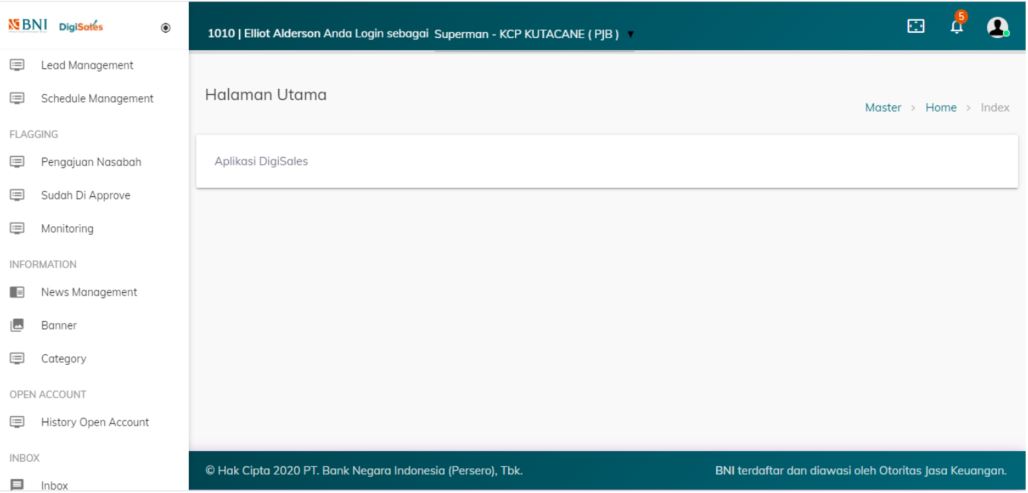 BNI DigiSales
1010 | Elliot Alderson Anda Login sebagai Superman - KCP KUTACANE ( PJB )
5
Lead Management
Schedule Management
FLAGGING
Pengajuan Nasabah
Sudah Di Approve
Monitoring
INFORMATION
News Management
Banner
Category
OPEN ACCOUNT
History Open Account
INBOX
Inbox
Halaman Utama
Master > Home > Index
Aplikasi DigiSales
© Hak Cipta 2020 PT. Bank Negara Indonesia (Persero), Tbk.
BNI terdaftar dan diawasi oleh Otoritas Jasa Keuangan.